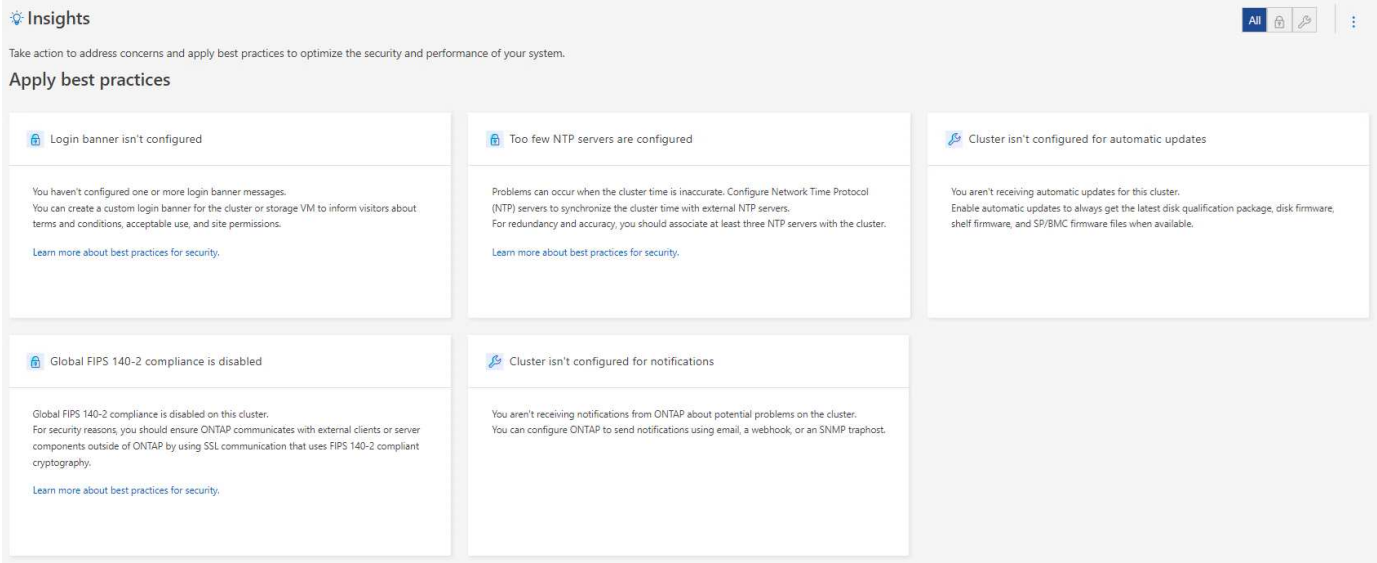 Insights
All
Take action to address concerns and apply best practices to optimize the security and performance of your system.
Apply best practices
Login banner isn't configured
You haven't configured one or more login banner messages.
You can create a custom login banner for the cluster or storage VM to inform visitors about
terms and conditions, acceptable use, and site permissions.
Learn more about best practices for security.
Too few NTP servers are configured
Problems can occur when the cluster time is inaccurate. Configure Network Time Protocol
(NTP) servers to synchronize the cluster time with external NTP servers.
For redundancy and accuracy, you should associate at least three NTP servers with the cluster.
Learn more about best practices for security.
Cluster isn't configured for automatic updates
You aren't receiving automatic updates for this cluster.
Enable automatic updates to always get the latest disk qualification package, disk firmware,
shelf firmware, and SP/BMC firmware files when available.
Global FIPS 140-2 compliance is disabled
Global FIPS 140-2 compliance is disabled on this cluster.
For security reasons, you should ensure ONTAP communicates with external clients or server
components outside of ONTAP by using SSL communication that uses FIPS 140-2 compliant
cryptography.
Learn more about best practices for security.
Cluster isn't configured for notifications
You aren't receiving notifications from ONTAP about potential problems on the cluster.
You can configure ONTAP to send notifications using email, a webhook, or an SNMP traphost.